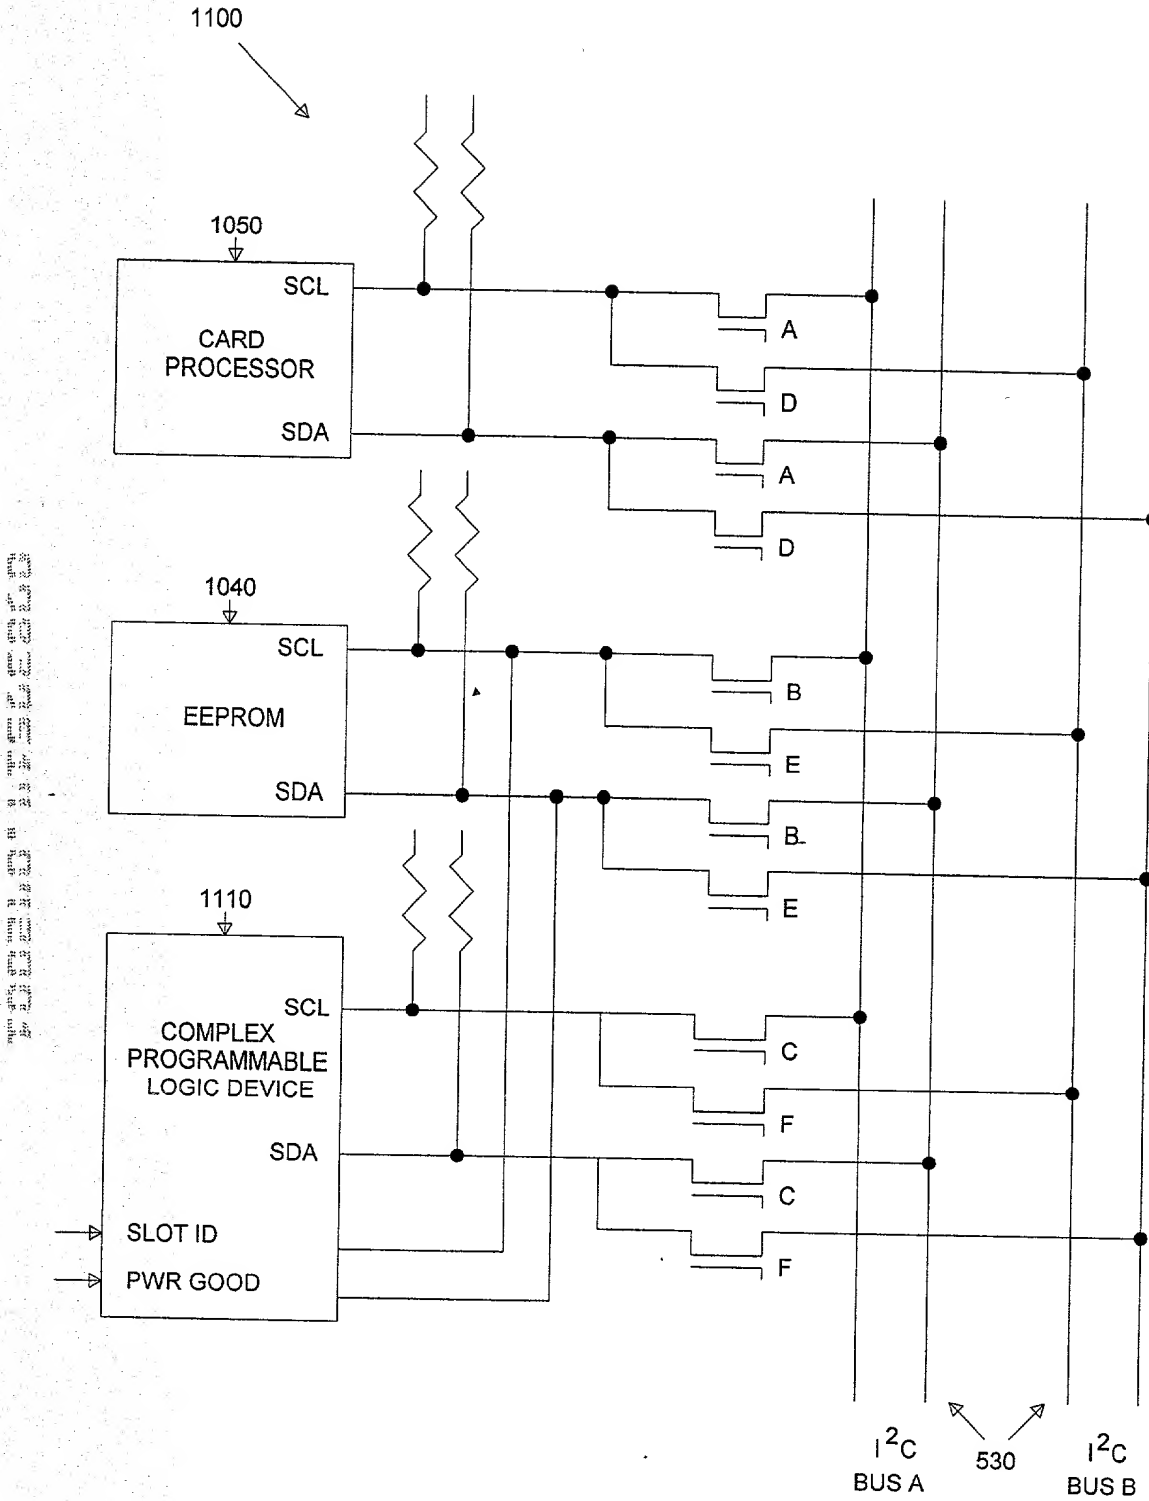 1100
1050
SCL
CARD
PROCESSOR
SDA
A
D
A
D
1040
SCL
EEPROM
SDA
B
E
B
E
1110
SCL
COMPLEX
PROGRAMMABLE
LOGIC DEVICE
SDA
SLOT ID
PWR GOOD
C
F
C
F
I²C
BUS A
530
I²C
BUS B